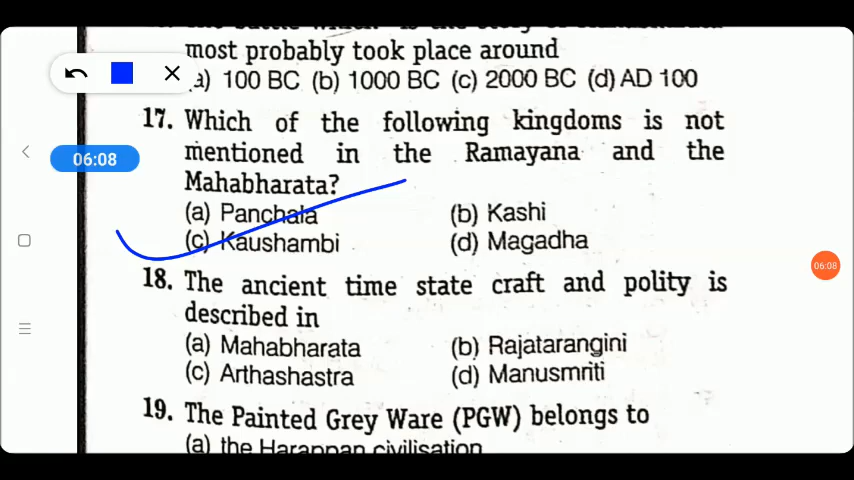 most probably took place around
a) 100 BC (b) 1000 BC (c) 2000 BC (d) AD 100
17. Which of the following kingdoms is not
06:08
mentioned in the Ramayana and the
Mahabharata?
(a) Panchala (b) Kashi
(c) Kaushambi (d) Magadha
06:08
18. The ancient time state craft and polity is
described in
(a) Mahabharata (b) Rajatarangini
(c) Arthashastra (d) Manusmriti
19. The Painted Grey Ware (PGW) belongs to
(a) the Harappan civilisation